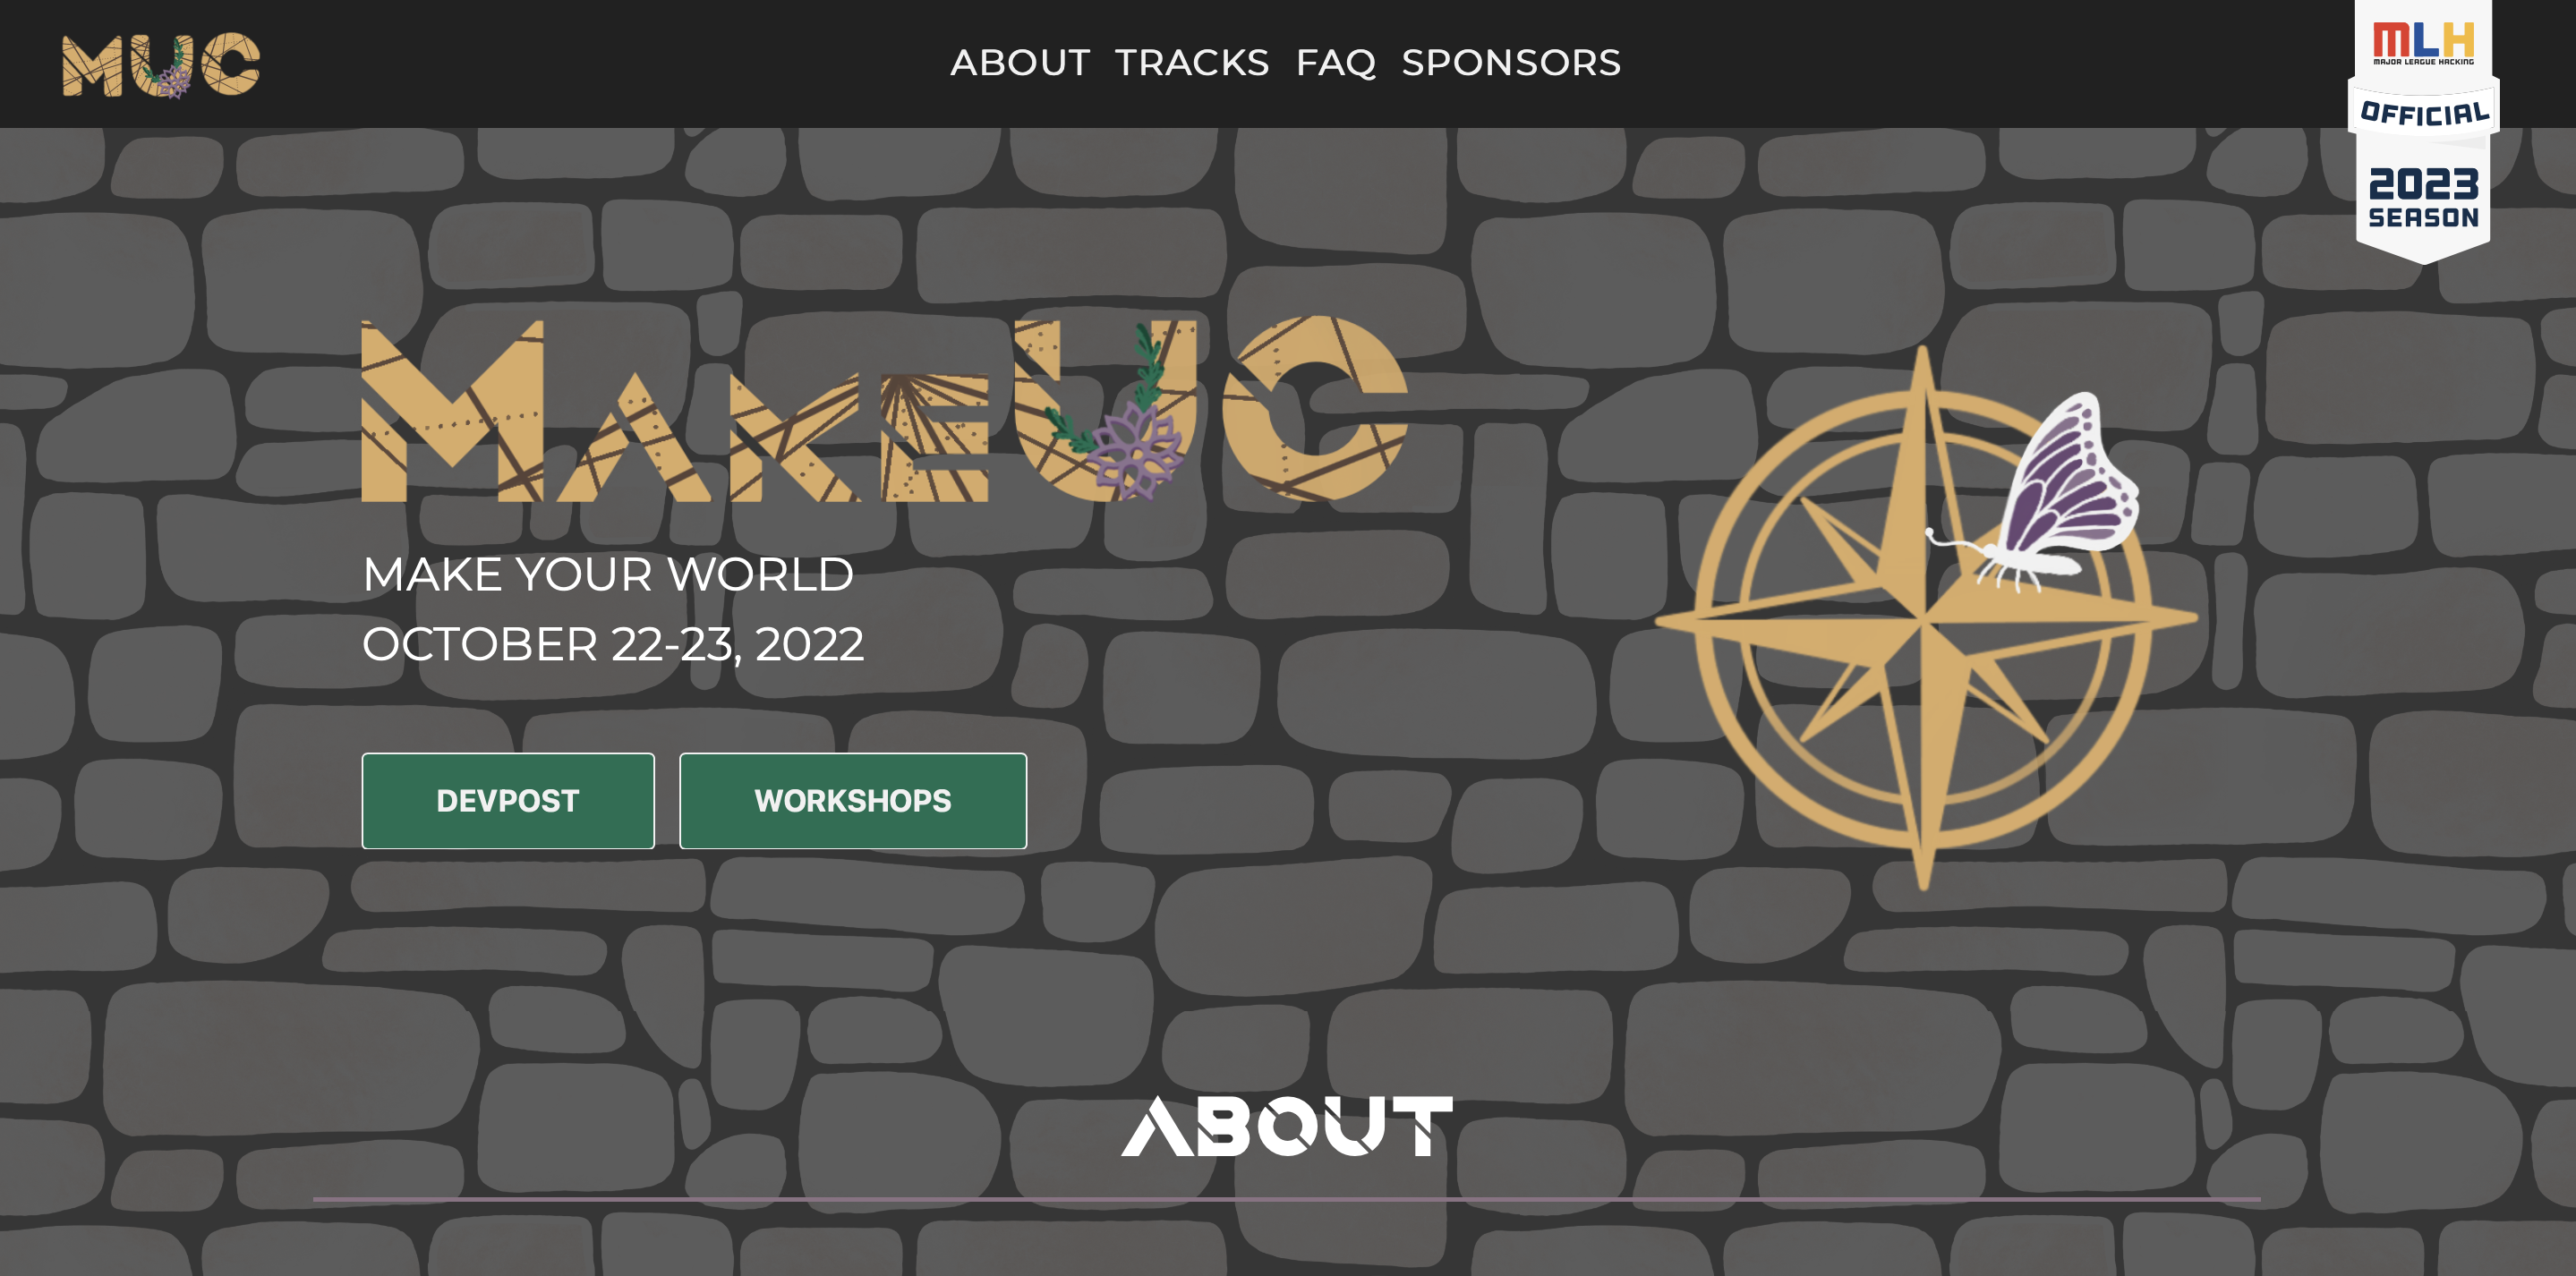 MUC
ABOUT TRACKS FAQ SPONSORS
MLH
MAJOR LEAGUE HACKING
OFFICIAL
2023
SEASON
MAKEUC
MAKE YOUR WORLD
OCTOBER 22-23, 2022
DEVPOST
WORKSHOPS
ABOUT